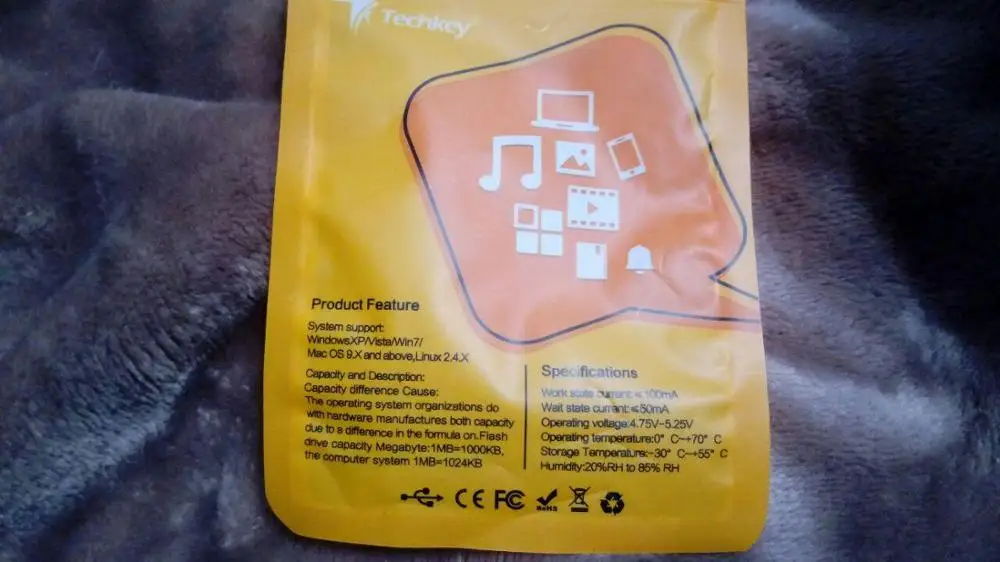 Techkey
Product Feature
System support:
WindowsXP/Vista/Win7/
Mac OS 9.X and above,Linux 2.4.X
Capacity and Description:
Capacity difference Cause:
The operating system organizations do
with hardware manufactures both capacity
due to a difference in the formula on.Flash
drive capacity Megabyte:1MB=1000KB,
the computer system 1MB=1024KB
Specifications
Work state current:≤100mA
Wait state current:≤50mA
Operating voltage:4.75V~5.25V
Operating temperature:0° C~+70° C
Storage Temperature:-30° C~+55° C
Humidity:20%RH to 85% RH
CE FC RoHS